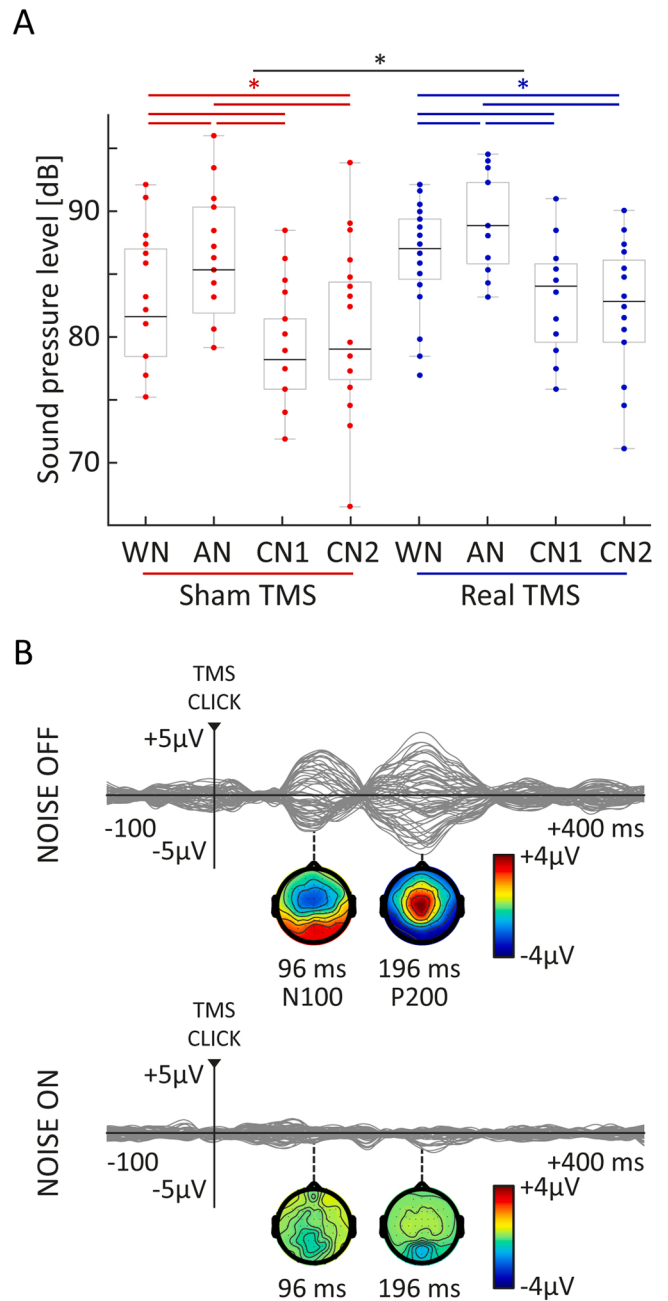 A
*
* *
Sound pressure level [dB]
90
80
70
WN AN CN1 CN2 WN AN CN1 CN2
Sham TMS Real TMS
B
TMS
CLICK
NOISE OFF
+5µV
-100 +400 ms
-5µV
+4µV
-4µV
96 ms 196 ms
N100 P200
TMS
CLICK
NOISE ON
+5µV
-100 +400 ms
-5µV
+4µV
-4µV
96 ms 196 ms